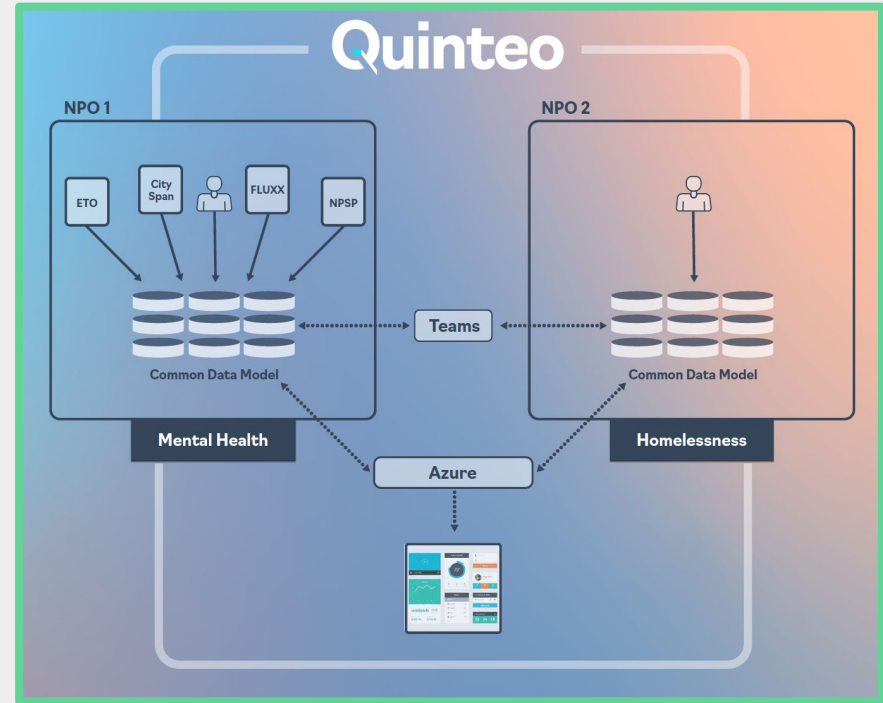 Quinteo
NPO 1
NPO 2
ETO
City
Span
FLUXX
NPSP
Teams
Common Data Model
Common Data Model
Mental Health
Homelessness
Azure